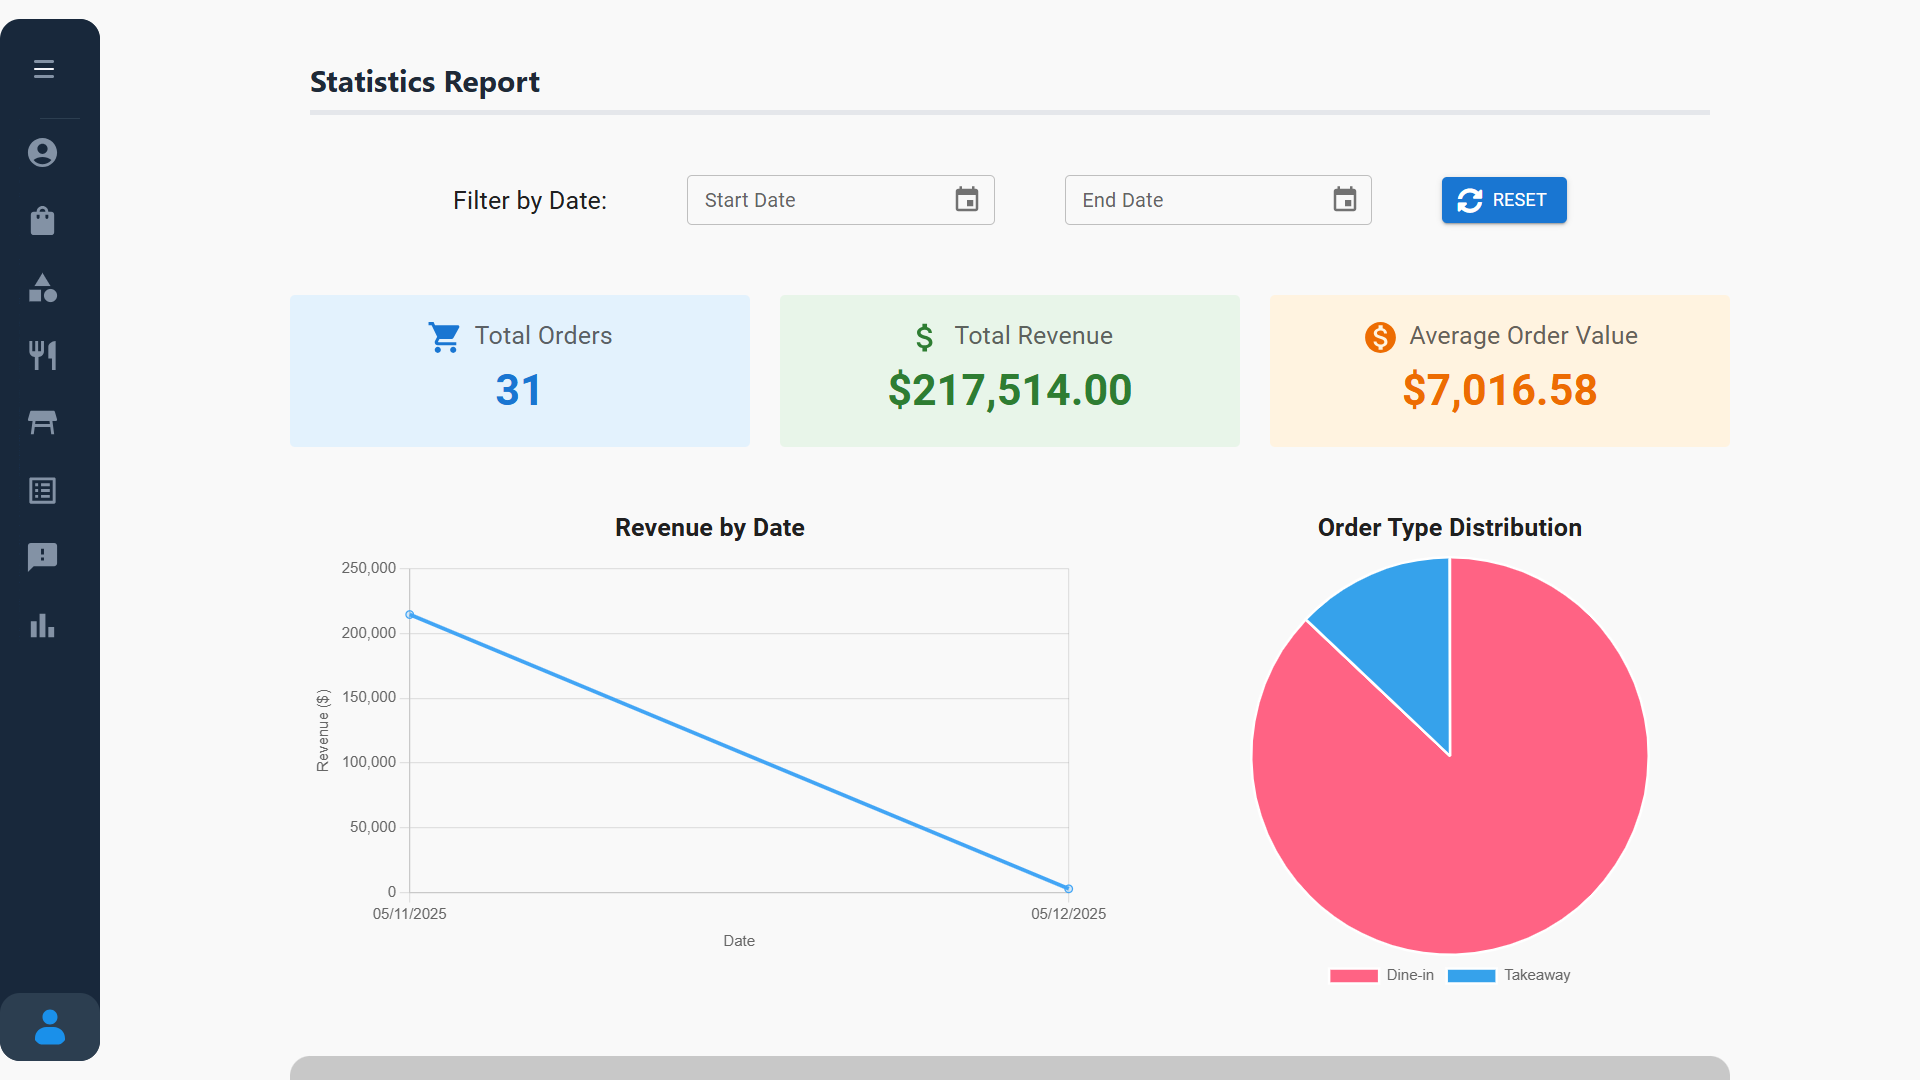 Statistics Report
Filter by Date:
Start Date
End Date
RESET
Total Orders
31
Total Revenue
$217,514.00
Average Order Value
$7,016.58
Revenue by Date
250,000
200,000
150,000
100,000
50,000
0
Revenue ($)
05/11/2025
05/12/2025
Date
Order Type Distribution
Dine-in
Takeaway